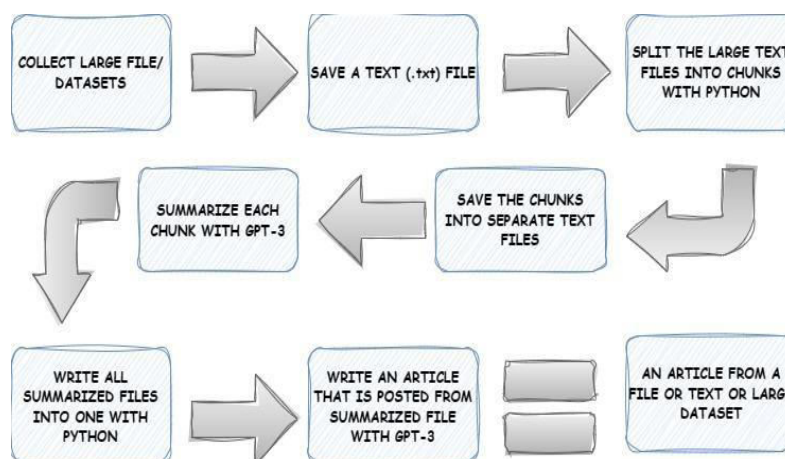 COLLECT LARGE FILE/
DATASETS
SAVE A TEXT (.txt) FILE
SPLIT THE LARGE TEXT
FILES INTO CHUNKS
WITH PYTHON
SUMMARIZE EACH
CHUNK WITH GPT-3
SAVE THE CHUNKS
INTO SEPARATE TEXT
FILES
WRITE ALL
SUMMARIZED FILES
INTO ONE WITH
PYTHON
WRITE AN ARTICLE
THAT IS POSTED FROM
SUMMARIZED FILE
WITH GPT-3
AN ARTICLE FROM A
FILE OR TEXT OR LARGE
DATASET